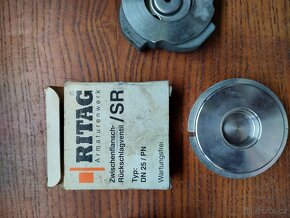 RITAG
Armaturenwerk
Zwischenflansch-
Rückschlagventil /SR
Typ:
DN 25 / PN
Wartungsfrei